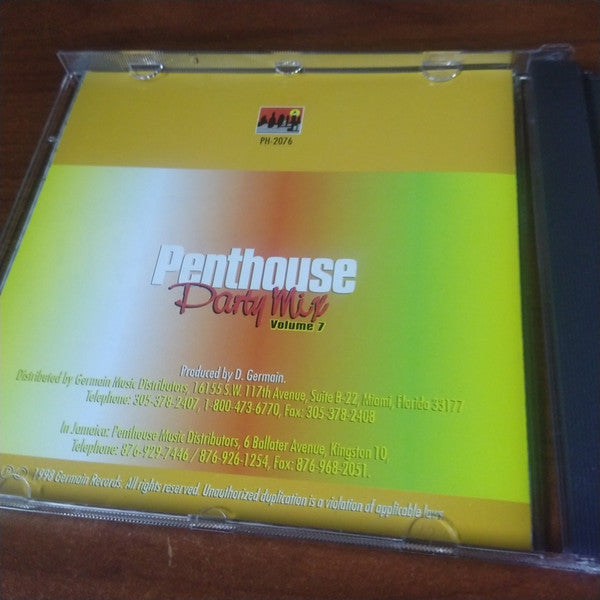 PH-2076
Penthouse
Party Mix
Volume 7
Produced by D. Germain.
Distributed by Germain Music Distributors, 16155 S.W. 117th Avenue, Suite B-22, Miami, Florida 33177
Telephone: 305-378-2407, 1-800-473-6770, Fax: 305-378-2408
In Jamaica: Penthouse Music Distributors, 6 Ballater Avenue, Kingston 10,
Telephone: 876-929-7446 / 876-926-1254, Fax: 876-968-2051.
℗ © 1998 Germain Records. All rights reserved. Unauthorized duplication is a violation of applicable laws